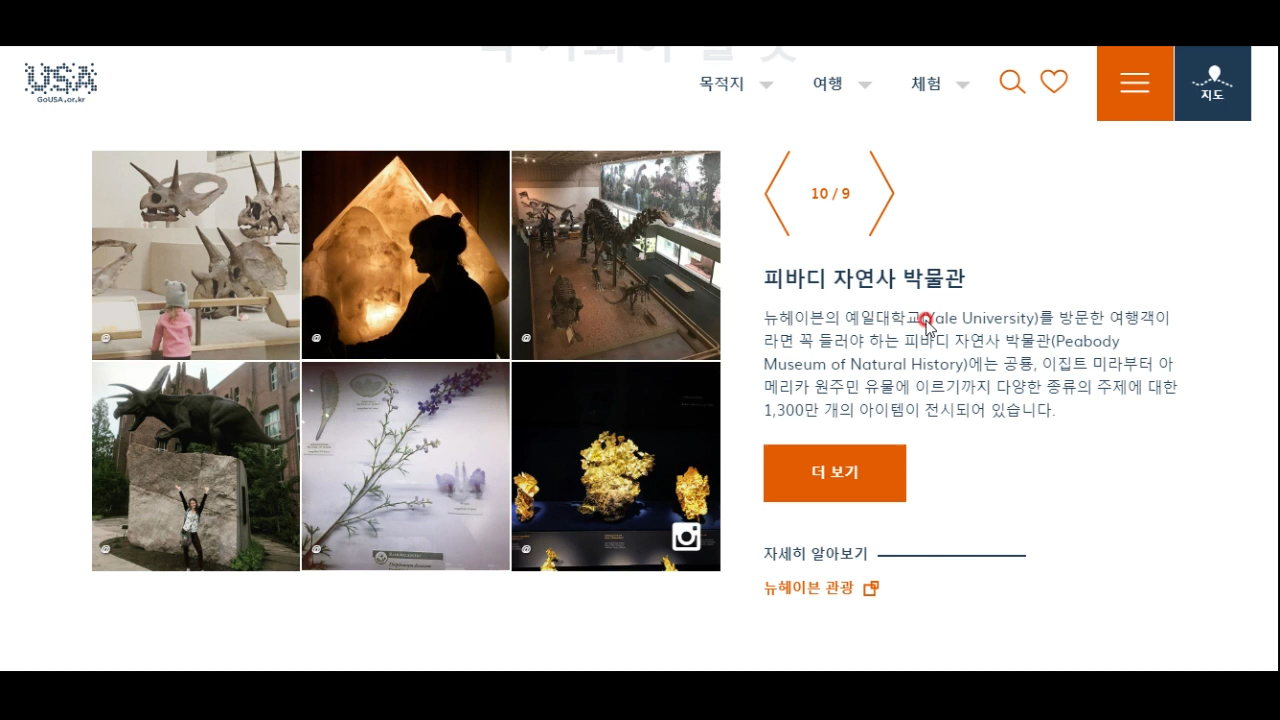 USA
GoUSA.or.kr
목적지
여행
체험
지도
10 / 9
피바디 자연사 박물관
뉴헤이븐의 예일대학교(Yale University)를 방문한 여행객이
라면 꼭 들러야 하는 피바디 자연사 박물관(Peabody
Museum of Natural History)에는 공룡, 이집트 미라부터 아
메리카 원주민 유물에 이르기까지 다양한 종류의 주제에 대한
1,300만 개의 아이템이 전시되어 있습니다.
더 보기
자세히 알아보기
뉴헤이븐 관광
@
@
@
@
@
@